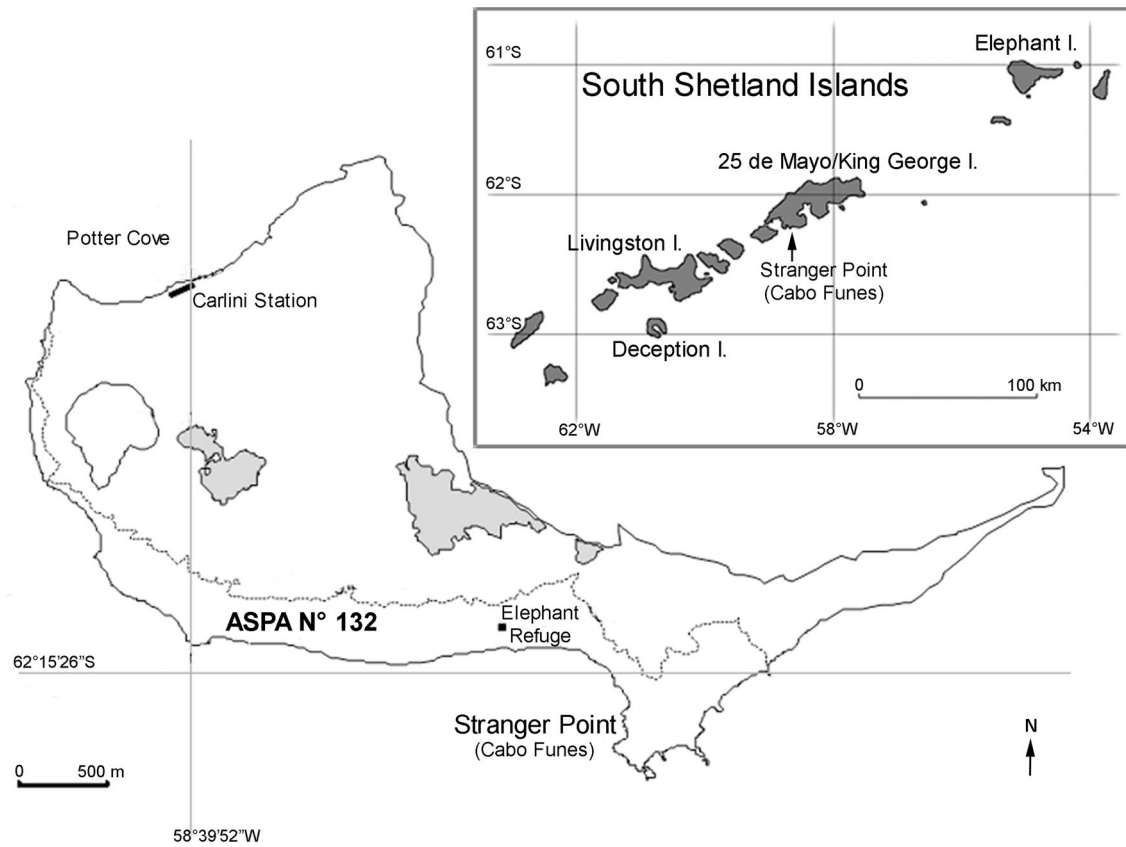 Elephant I.
61°S
South Shetland Islands
25 de Mayo/King George I.
62°S
Livingston I.
Stranger Point
(Cabo Funes)
63°S
Deception I.
0 100 km
62°W 58°W 54°W
Potter Cove
Carlini Station
ASPA N° 132
Elephant
Refuge
62°15'26"S
Stranger Point
(Cabo Funes)
N
0 500 m
58°39'52"W